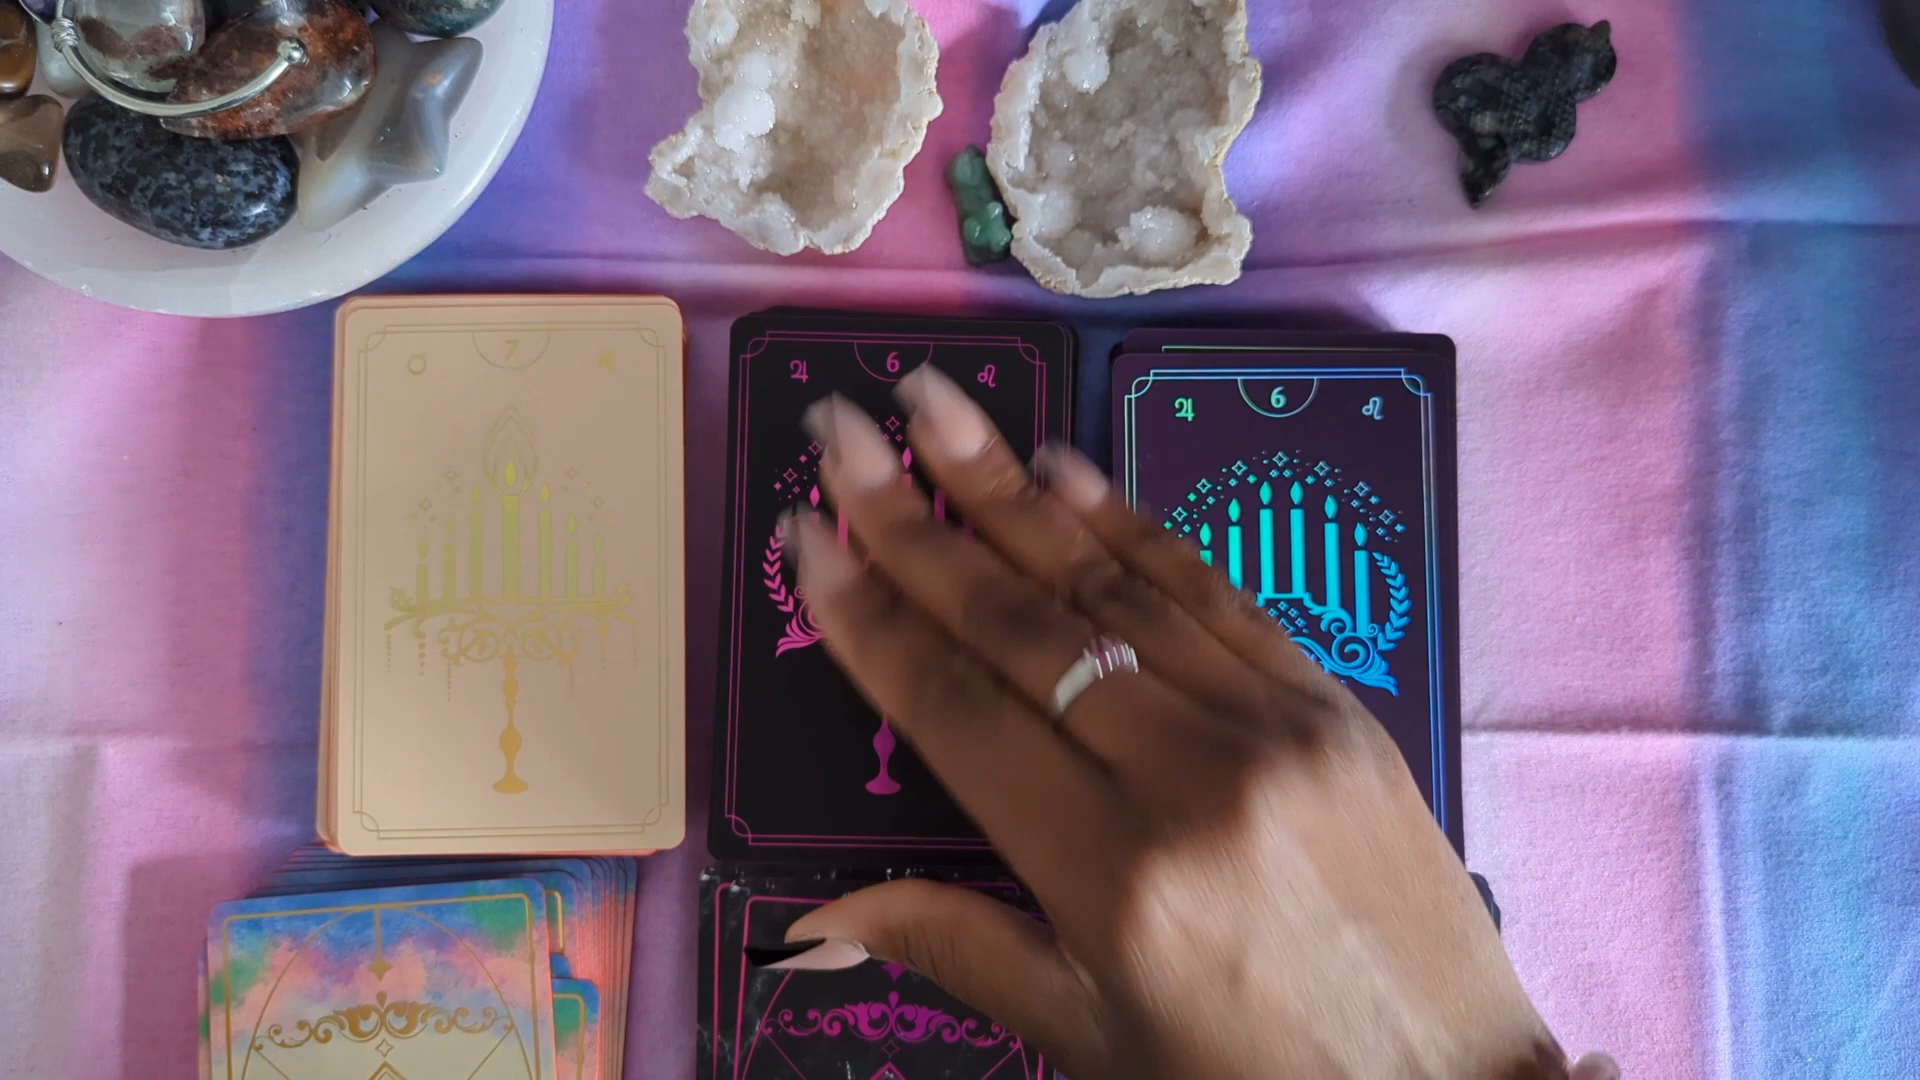 ♂ 7 ♌
♃ 6 ♌
♃ 6 ♌